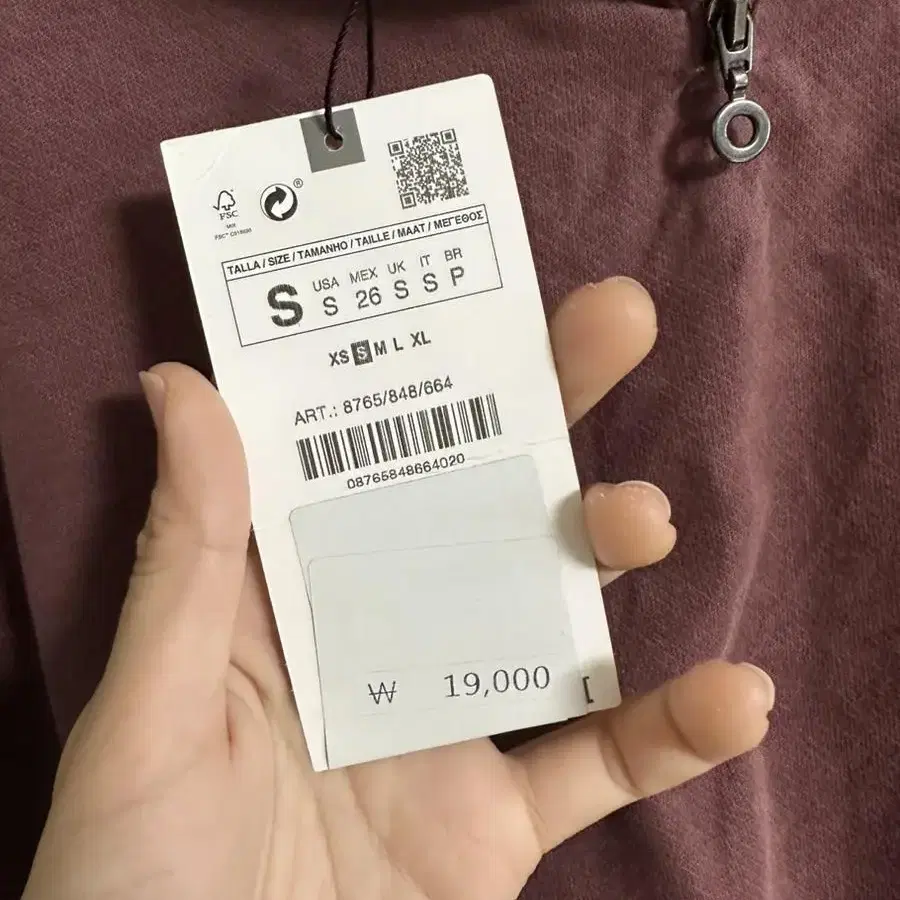 FSC
MIX
®
TALLA / SIZE / TAMANHO / TAILLE / MAAT / ΜΕΓΕΘΟΣ
S
USA MEX UK IT BR
S 26 S S P
XS S M L XL
ART.: 8765/848/664
08765848664020
₩ 19,000